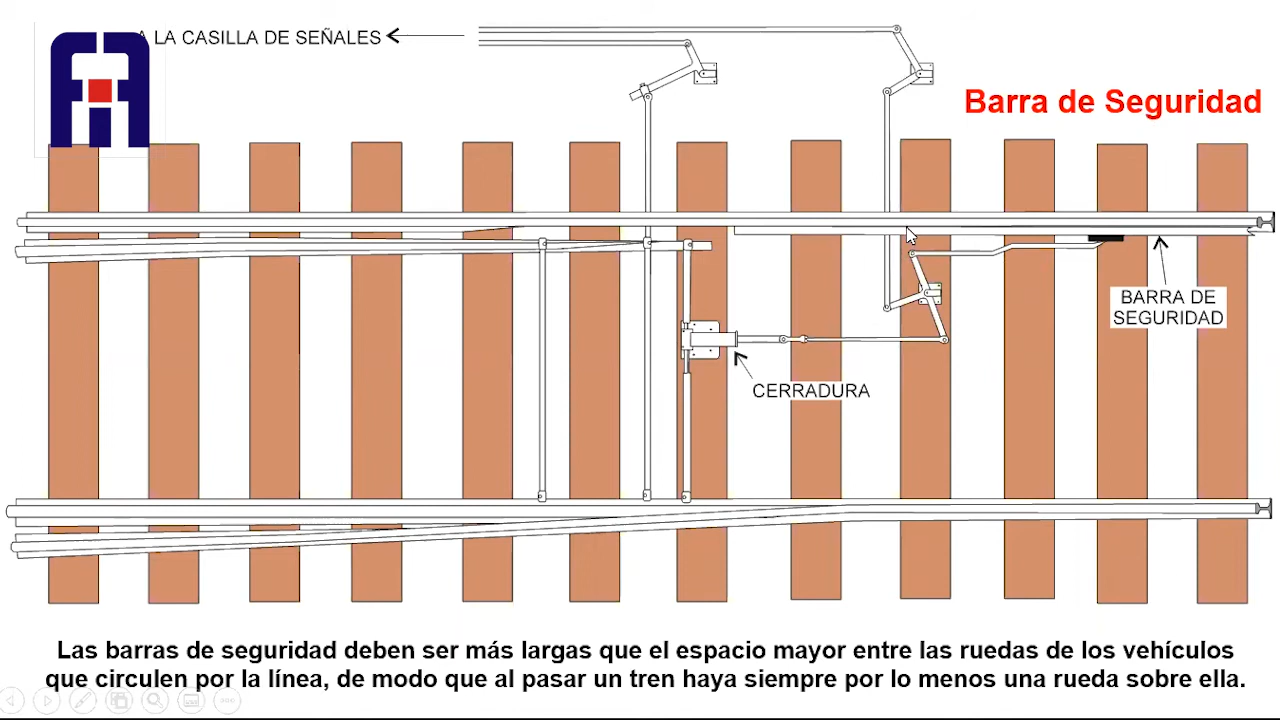 A LA CASILLA DE SEÑALES
Barra de Seguridad
BARRA DE
SEGURIDAD
CERRADURA
Las barras de seguridad deben ser más largas que el espacio mayor entre las ruedas de los vehículos
que circulen por la línea, de modo que al pasar un tren haya siempre por lo menos una rueda sobre ella.